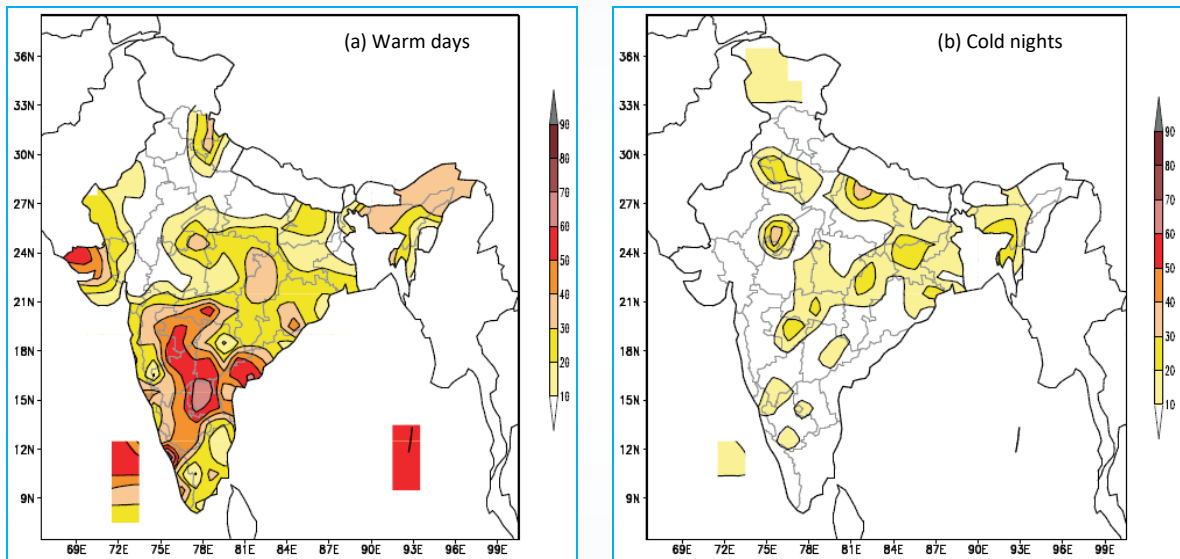 (a) Warm days
36N
33N
30N
27N
24N
21N
18N
15N
12N
9N
69E 72E 75E 78E 81E 84E 87E 90E 93E 96E 99E
90
80
70
60
50
40
30
20
10
(b) Cold nights
36N
33N
30N
27N
24N
21N
18N
15N
12N
9N
69E 72E 75E 78E 81E 84E 87E 90E 93E 96E 99E
90
80
70
60
50
40
30
20
10